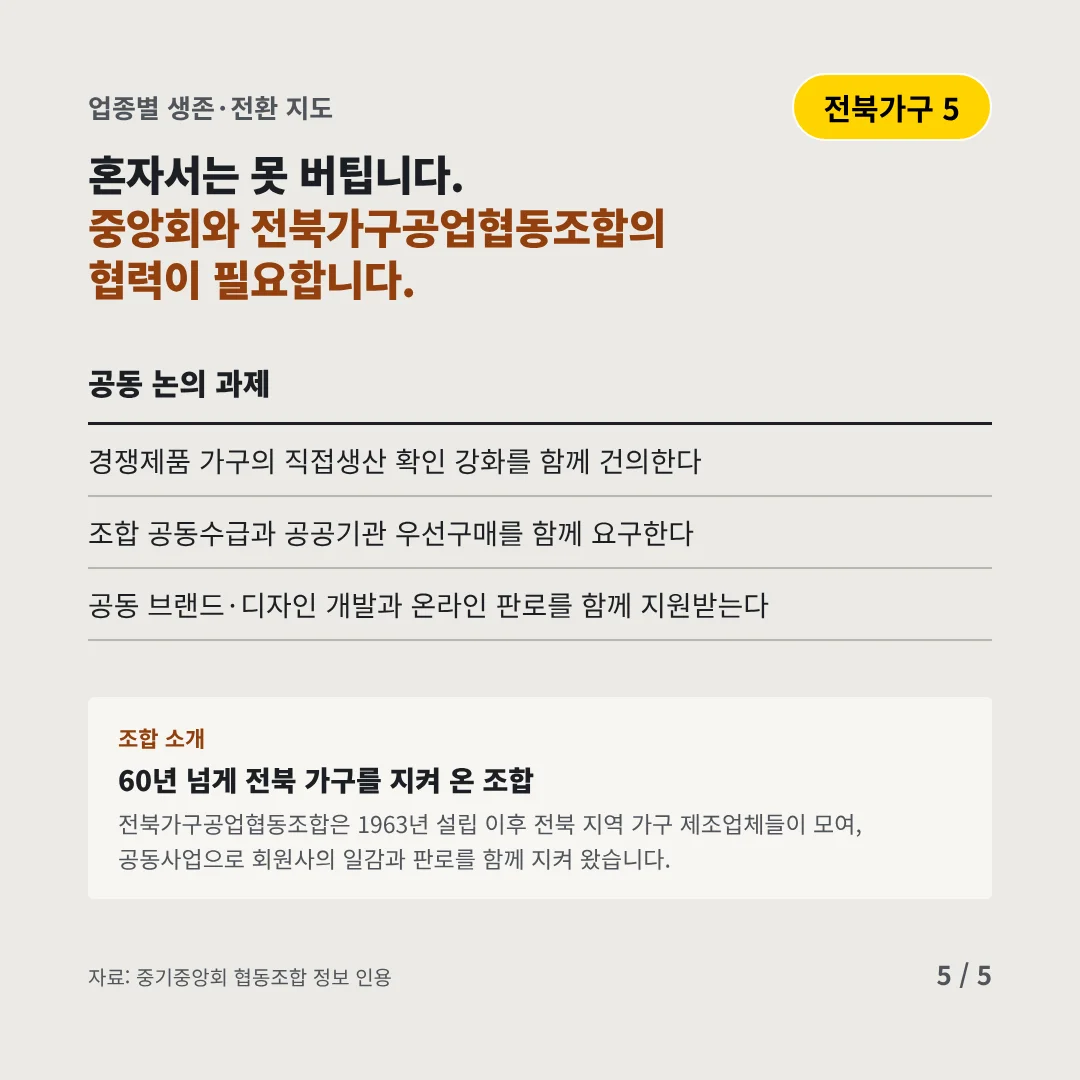 업종별 생존·전환 지도
전북가구 5
혼자서는 못 버팁니다.
중앙회와 전북가구공업협동조합의
협력이 필요합니다.
공동 논의 과제
경쟁제품 가구의 직접생산 확인 강화를 함께 건의한다
조합 공동수급과 공공기관 우선구매를 함께 요구한다
공동 브랜드·디자인 개발과 온라인 판로를 함께 지원받는다
조합 소개
60년 넘게 전북 가구를 지켜 온 조합
전북가구공업협동조합은 1963년 설립 이후 전북 지역 가구 제조업체들이 모여,
공동사업으로 회원사의 일감과 판로를 함께 지켜 왔습니다.
자료: 중기중앙회 협동조합 정보 인용
5 / 5